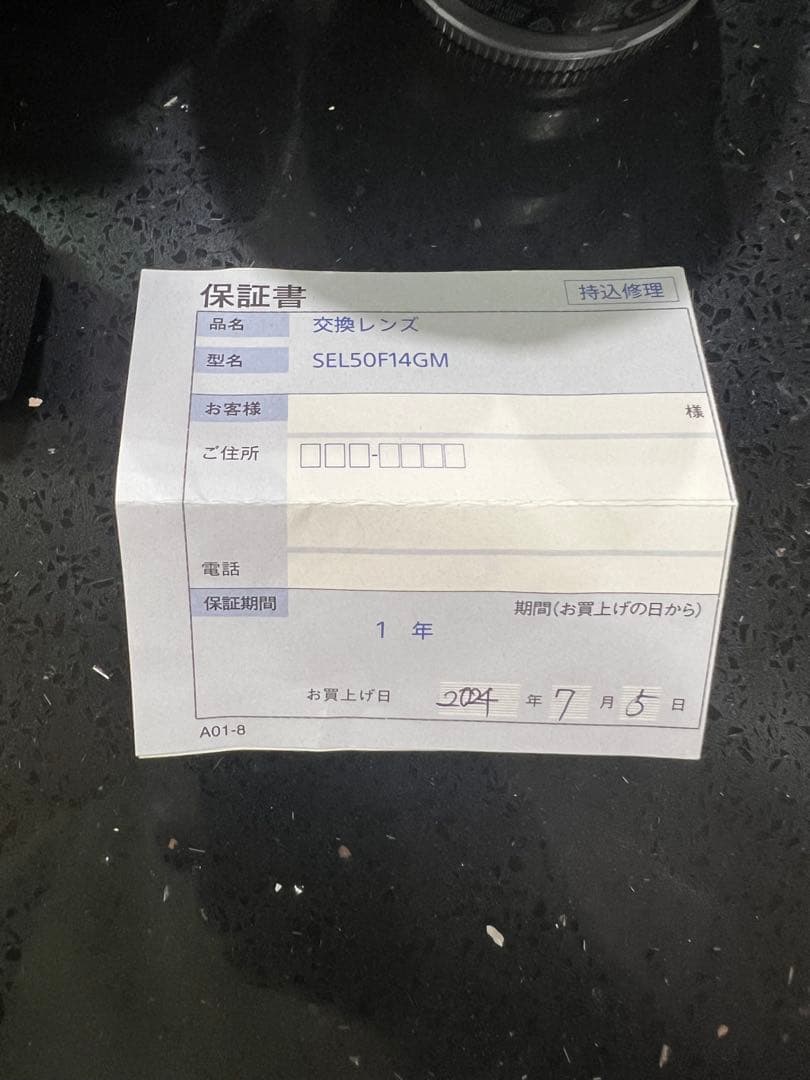 保証書 持込修理
品名 交換レンズ
型名 SEL50F14GM
お客様 様
ご住所 □□□-□□□□
電話
保証期間 期間(お買上げの日から)
1 年
お買上げ日 2024 年 7 月 5 日
A01-8